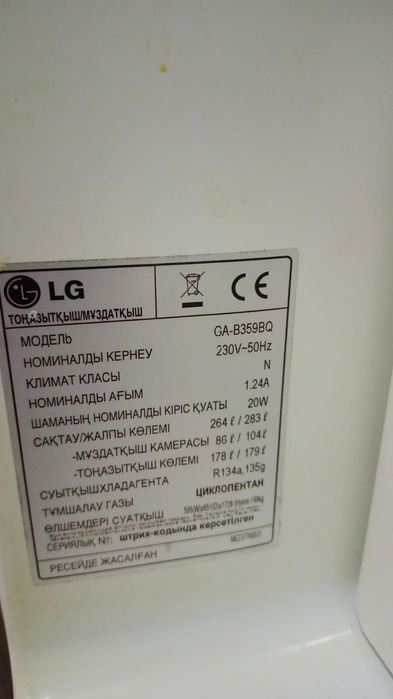 LG
ТОҢАЗЫТҚЫШ/МҰЗДАТҚЫШ
МОДЕЛЬ GA-B359BQ
НОМИНАЛДЫ КЕРНЕУ 230V~50Hz
КЛИМАТ КЛАСЫ N
НОМИНАЛДЫ АҒЫМ 1.24A
ШАМАНЫҢ НОМИНАЛДЫ КІРІС ҚУАТЫ 20W
САҚТАУ/ЖАЛПЫ КӨЛЕМІ 264 ℓ / 283 ℓ
-МҰЗДАТҚЫШ КАМЕРАСЫ 86 ℓ / 104 ℓ
-ТОҢАЗЫТҚЫШ КӨЛЕМІ 178 ℓ / 179 ℓ
СУЫТҚЫШХЛАДАГЕНТА R134a,135g
ТҰМШАЛАУ ГАЗЫ ЦИКЛОПЕНТАН
ӨЛШЕМДЕРІ СУАТҚЫШ
СЕРИЯЛЫҚ №: штрих-кодында көрсетілген
РЕСЕЙДЕ ЖАСАЛҒАН